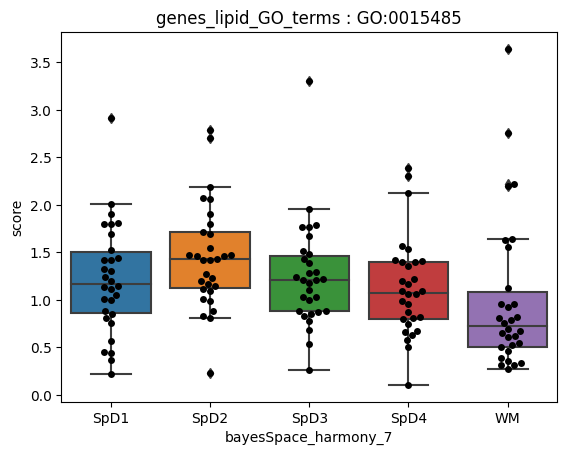 genes_lipid_GO_terms : GO:0015485
3.5
3.0
2.5
2.0
1.5
1.0
0.5
0.0
score
SpD1 SpD2 SpD3 SpD4 WM
bayesSpace_harmony_7